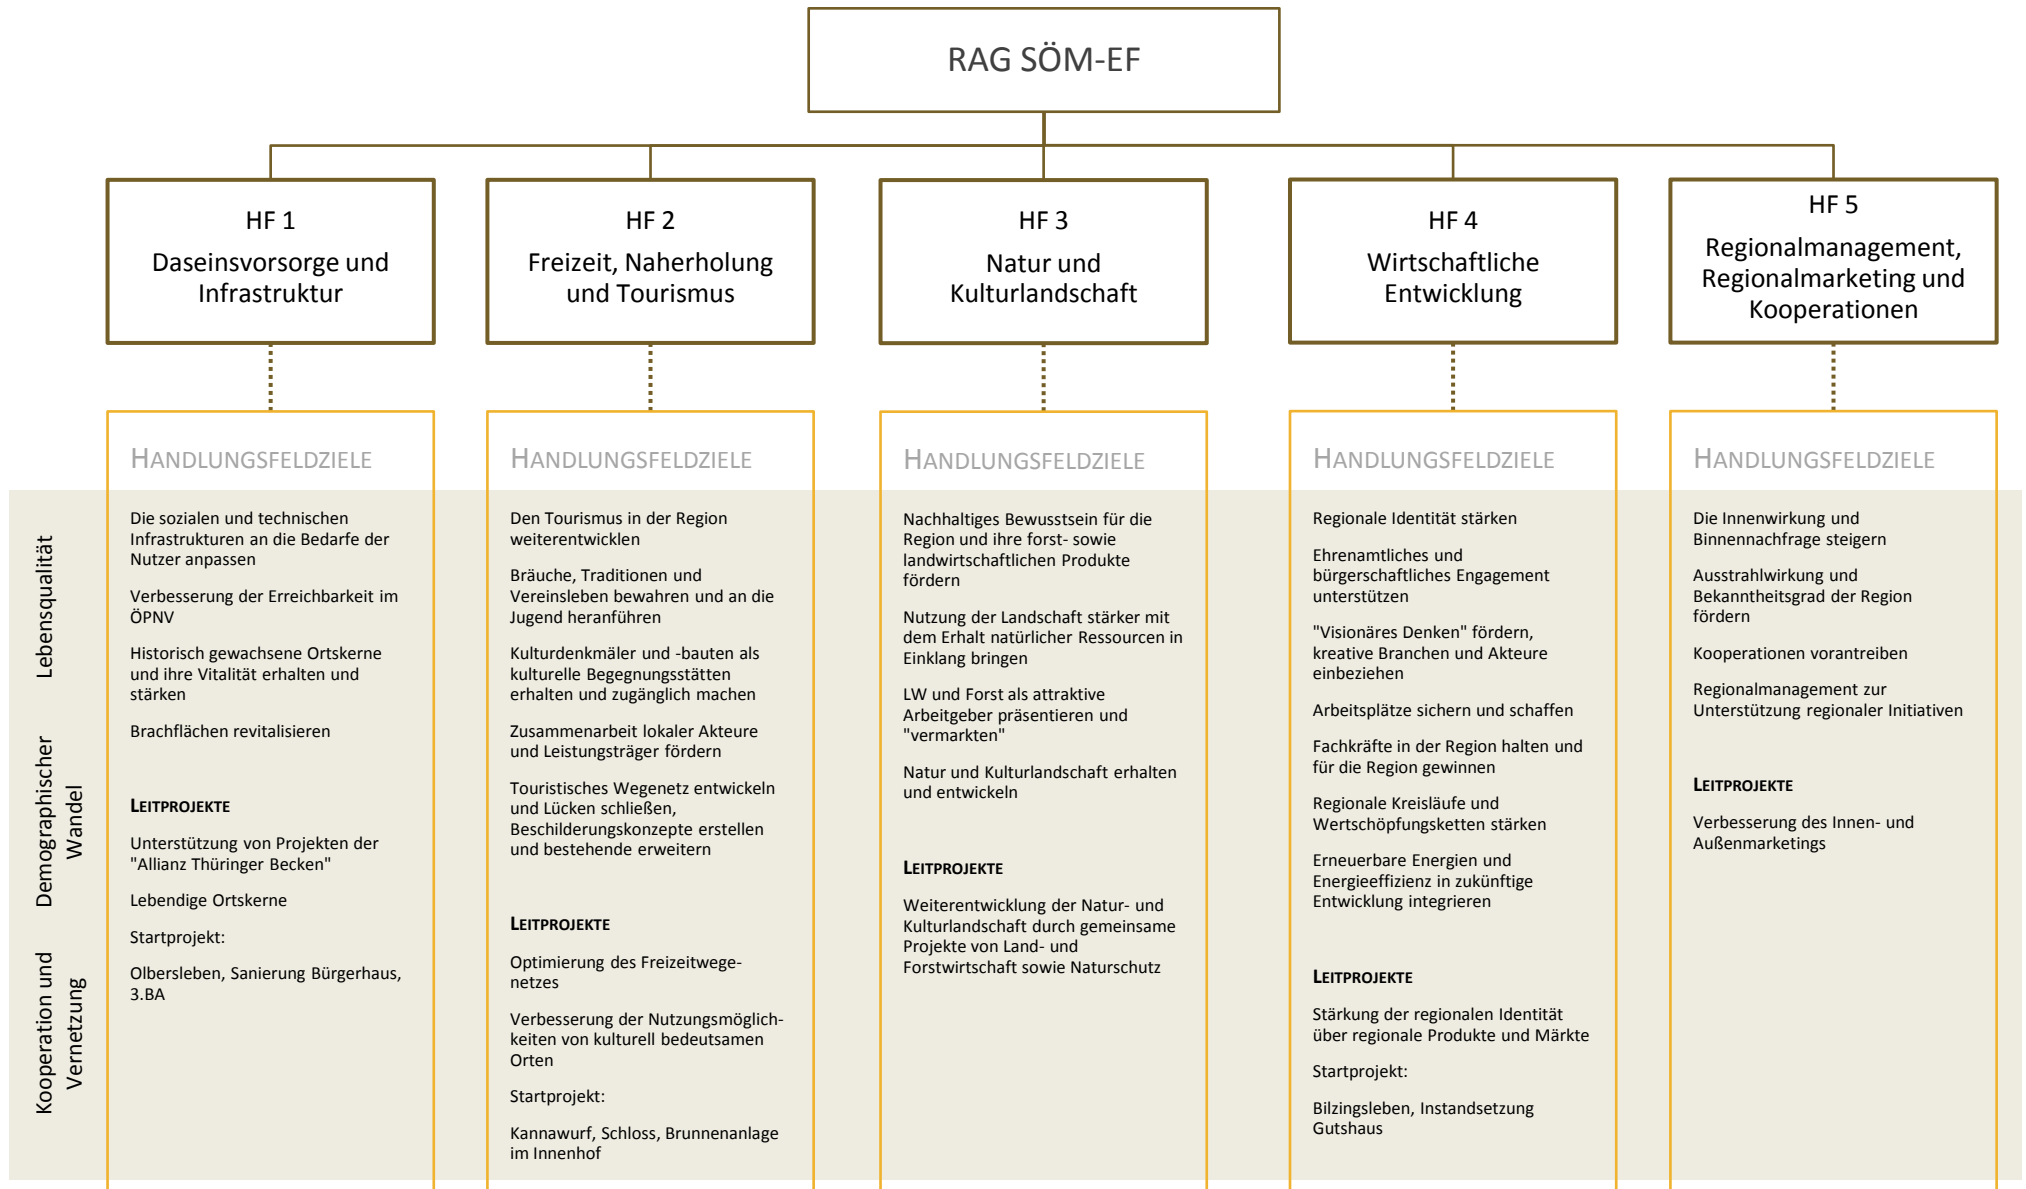 RAG SÖM-EF
HF 1
Daseinsvorsorge und
Infrastruktur
HF 2
Freizeit, Naherholung
und Tourismus
HF 3
Natur und
Kulturlandschaft
HF 4
Wirtschaftliche
Entwicklung
HF 5
Regionalmanagement,
Regionalmarketing und
Kooperationen
Lebensqualität
Demographischer
Wandel
Kooperation und
Vernetzung
HANDLUNGSFELDZIELE
Die sozialen und technischen
Infrastrukturen an die Bedarfe der
Nutzer anpassen
Verbesserung der Erreichbarkeit im
ÖPNV
Historisch gewachsene Ortskerne
und ihre Vitalität erhalten und
stärken
Brachflächen revitalisieren
LEITPROJEKTE
Unterstützung von Projekten der
"Allianz Thüringer Becken"
Lebendige Ortskerne
Startprojekt:
Olbersleben, Sanierung Bürgerhaus,
3.BA
HANDLUNGSFELDZIELE
Den Tourismus in der Region
weiterentwicklen
Bräuche, Traditionen und
Vereinsleben bewahren und an die
Jugend heranführen
Kulturdenkmäler und -bauten als
kulturelle Begegnungsstätten
erhalten und zugänglich machen
Zusammenarbeit lokaler Akteure
und Leistungsträger fördern
Touristisches Wegenetz entwickeln
und Lücken schließen,
Beschilderungskonzepte erstellen
und bestehende erweitern
LEITPROJEKTE
Optimierung des Freizeitwege-
netzes
Verbesserung der Nutzungsmöglich-
keiten von kulturell bedeutsamen
Orten
Startprojekt:
Kannawurf, Schloss, Brunnenanlage
im Innenhof
HANDLUNGSFELDZIELE
Nachhaltiges Bewusstsein für die
Region und ihre forst- sowie
landwirtschaftlichen Produkte
fördern
Nutzung der Landschaft stärker mit
dem Erhalt natürlicher Ressourcen in
Einklang bringen
LW und Forst als attraktive
Arbeitgeber präsentieren und
"vermarkten"
Natur und Kulturlandschaft erhalten
und entwickeln
LEITPROJEKTE
Weiterentwicklung der Natur- und
Kulturlandschaft durch gemeinsame
Projekte von Land- und
Forstwirtschaft sowie Naturschutz
HANDLUNGSFELDZIELE
Regionale Identität stärken
Ehrenamtliches und
bürgerschaftliches Engagement
unterstützen
"Visionäres Denken" fördern,
kreative Branchen und Akteure
einbeziehen
Arbeitsplätze sichern und schaffen
Fachkräfte in der Region halten und
für die Region gewinnen
Regionale Kreisläufe und
Wertschöpfungsketten stärken
Erneuerbare Energien und
Energieeffizienz in zukünftige
Entwicklung integrieren
LEITPROJEKTE
Stärkung der regionalen Identität
über regionale Produkte und Märkte
Startprojekt:
Bilzingsleben, Instandsetzung
Gutshaus
HANDLUNGSFELDZIELE
Die Innenwirkung und
Binnennachfrage steigern
Ausstrahlwirkung und
Bekanntheitsgrad der Region
fördern
Kooperationen vorantreiben
Regionalmanagement zur
Unterstützung regionaler Initiativen
LEITPROJEKTE
Verbesserung des Innen- und
Außenmarketings